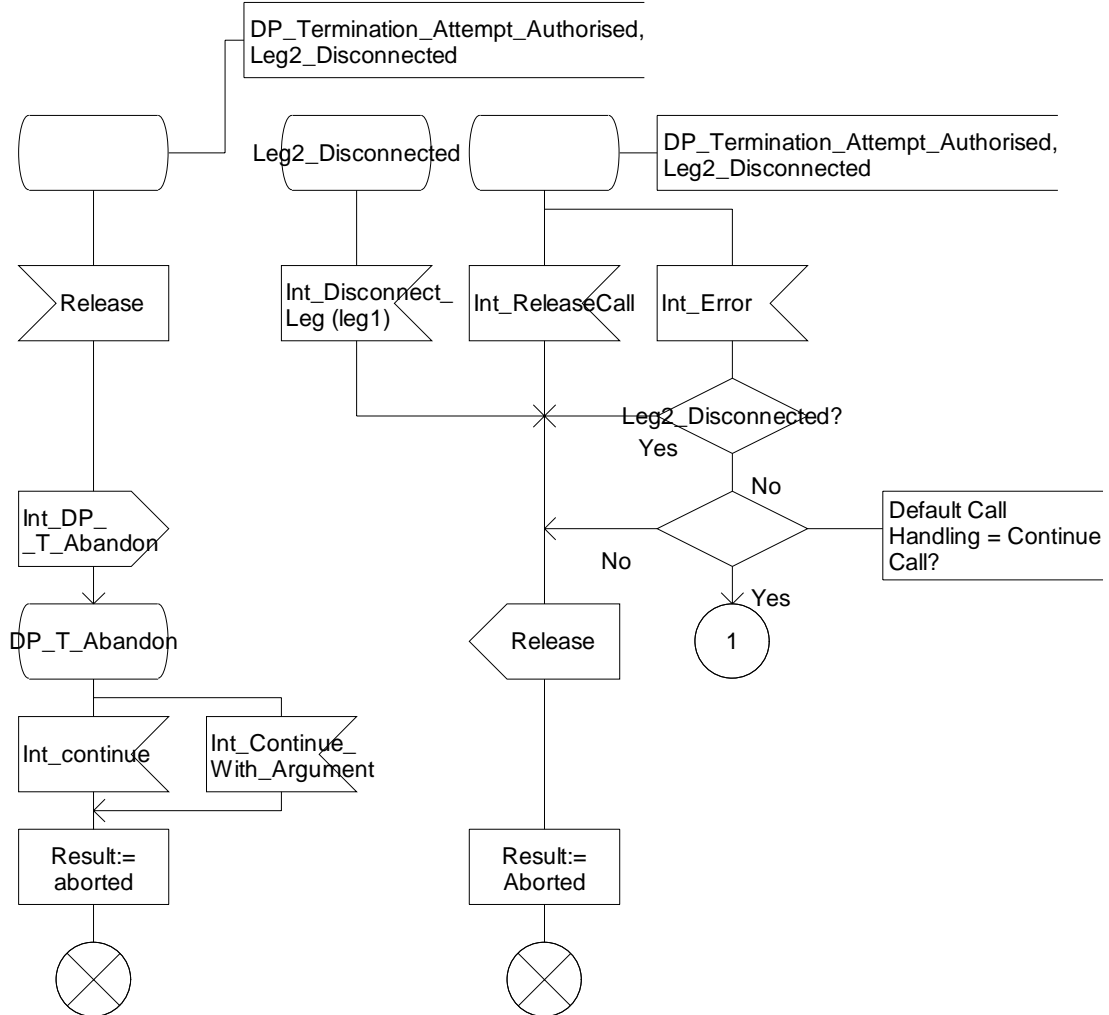 DP_Termination_Attempt_Authorised,
Leg2_Disconnected
Leg2_Disconnected
DP_Termination_Attempt_Authorised,
Leg2_Disconnected
Release
Int_Disconnect_
Leg (leg1)
Int_ReleaseCall
Int_Error
Leg2_Disconnected?
Yes
No
Int_DP_
_T_Abandon
Default Call
Handling = Continue
Call?
No
Yes
DP_T_Abandon
Release
1
Int_continue
Int_Continue_
With_Argument
Result:=
aborted
Result:=
Aborted